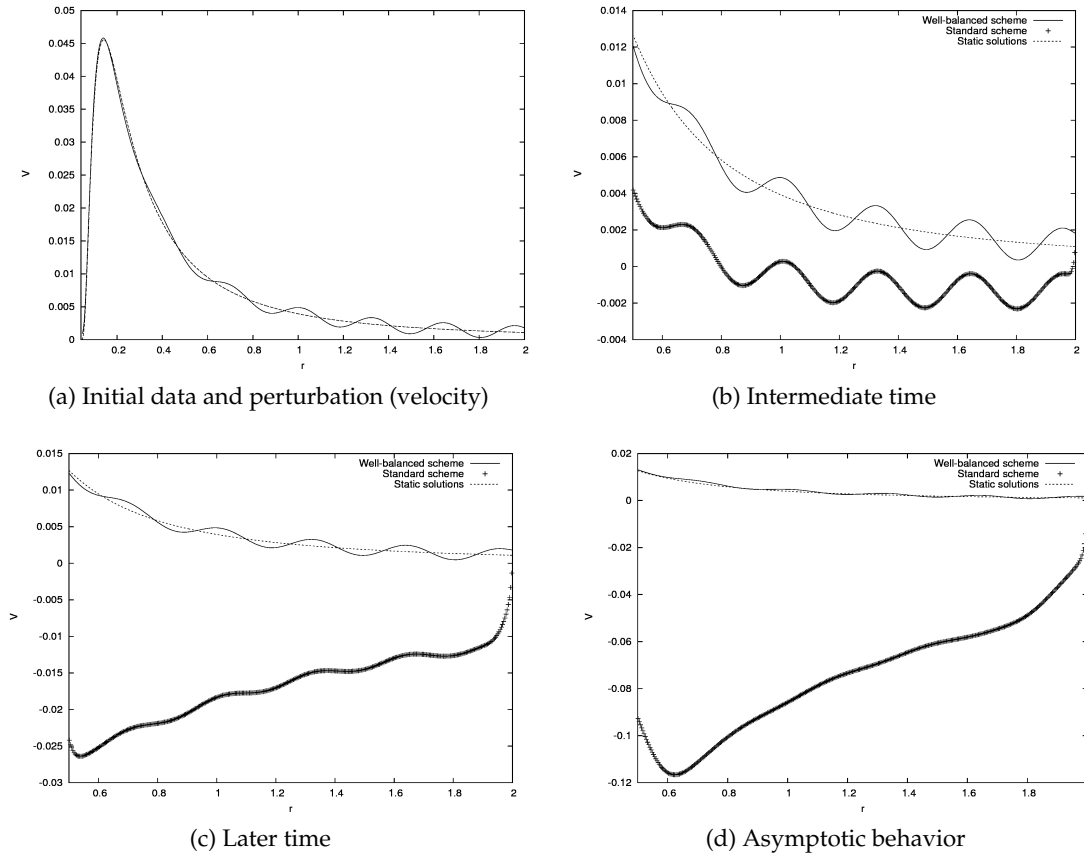 0.05
0.045
0.04
0.035
0.03
0.025
0.02
0.015
0.01
0.005
0
v
0.2 0.4 0.6 0.8 1 1.2 1.4 1.6 1.8 2
r
(a) Initial data and perturbation (velocity)
Well-balanced scheme
Standard scheme
Static solutions
0.014
0.012
0.01
0.008
0.006
0.004
0.002
0
-0.002
-0.004
v
0.6 0.8 1 1.2 1.4 1.6 1.8 2
r
(b) Intermediate time
Well-balanced scheme
Standard scheme
Static solutions
0.015
0.01
0.005
0
-0.005
-0.01
-0.015
-0.02
-0.025
-0.03
v
0.6 0.8 1 1.2 1.4 1.6 1.8 2
r
(c) Later time
Well-balanced scheme
Standard scheme
Static solutions
0.02
0
-0.02
-0.04
-0.06
-0.08
-0.1
-0.12
v
0.6 0.8 1 1.2 1.4 1.6 1.8 2
r
(d) Asymptotic behavior